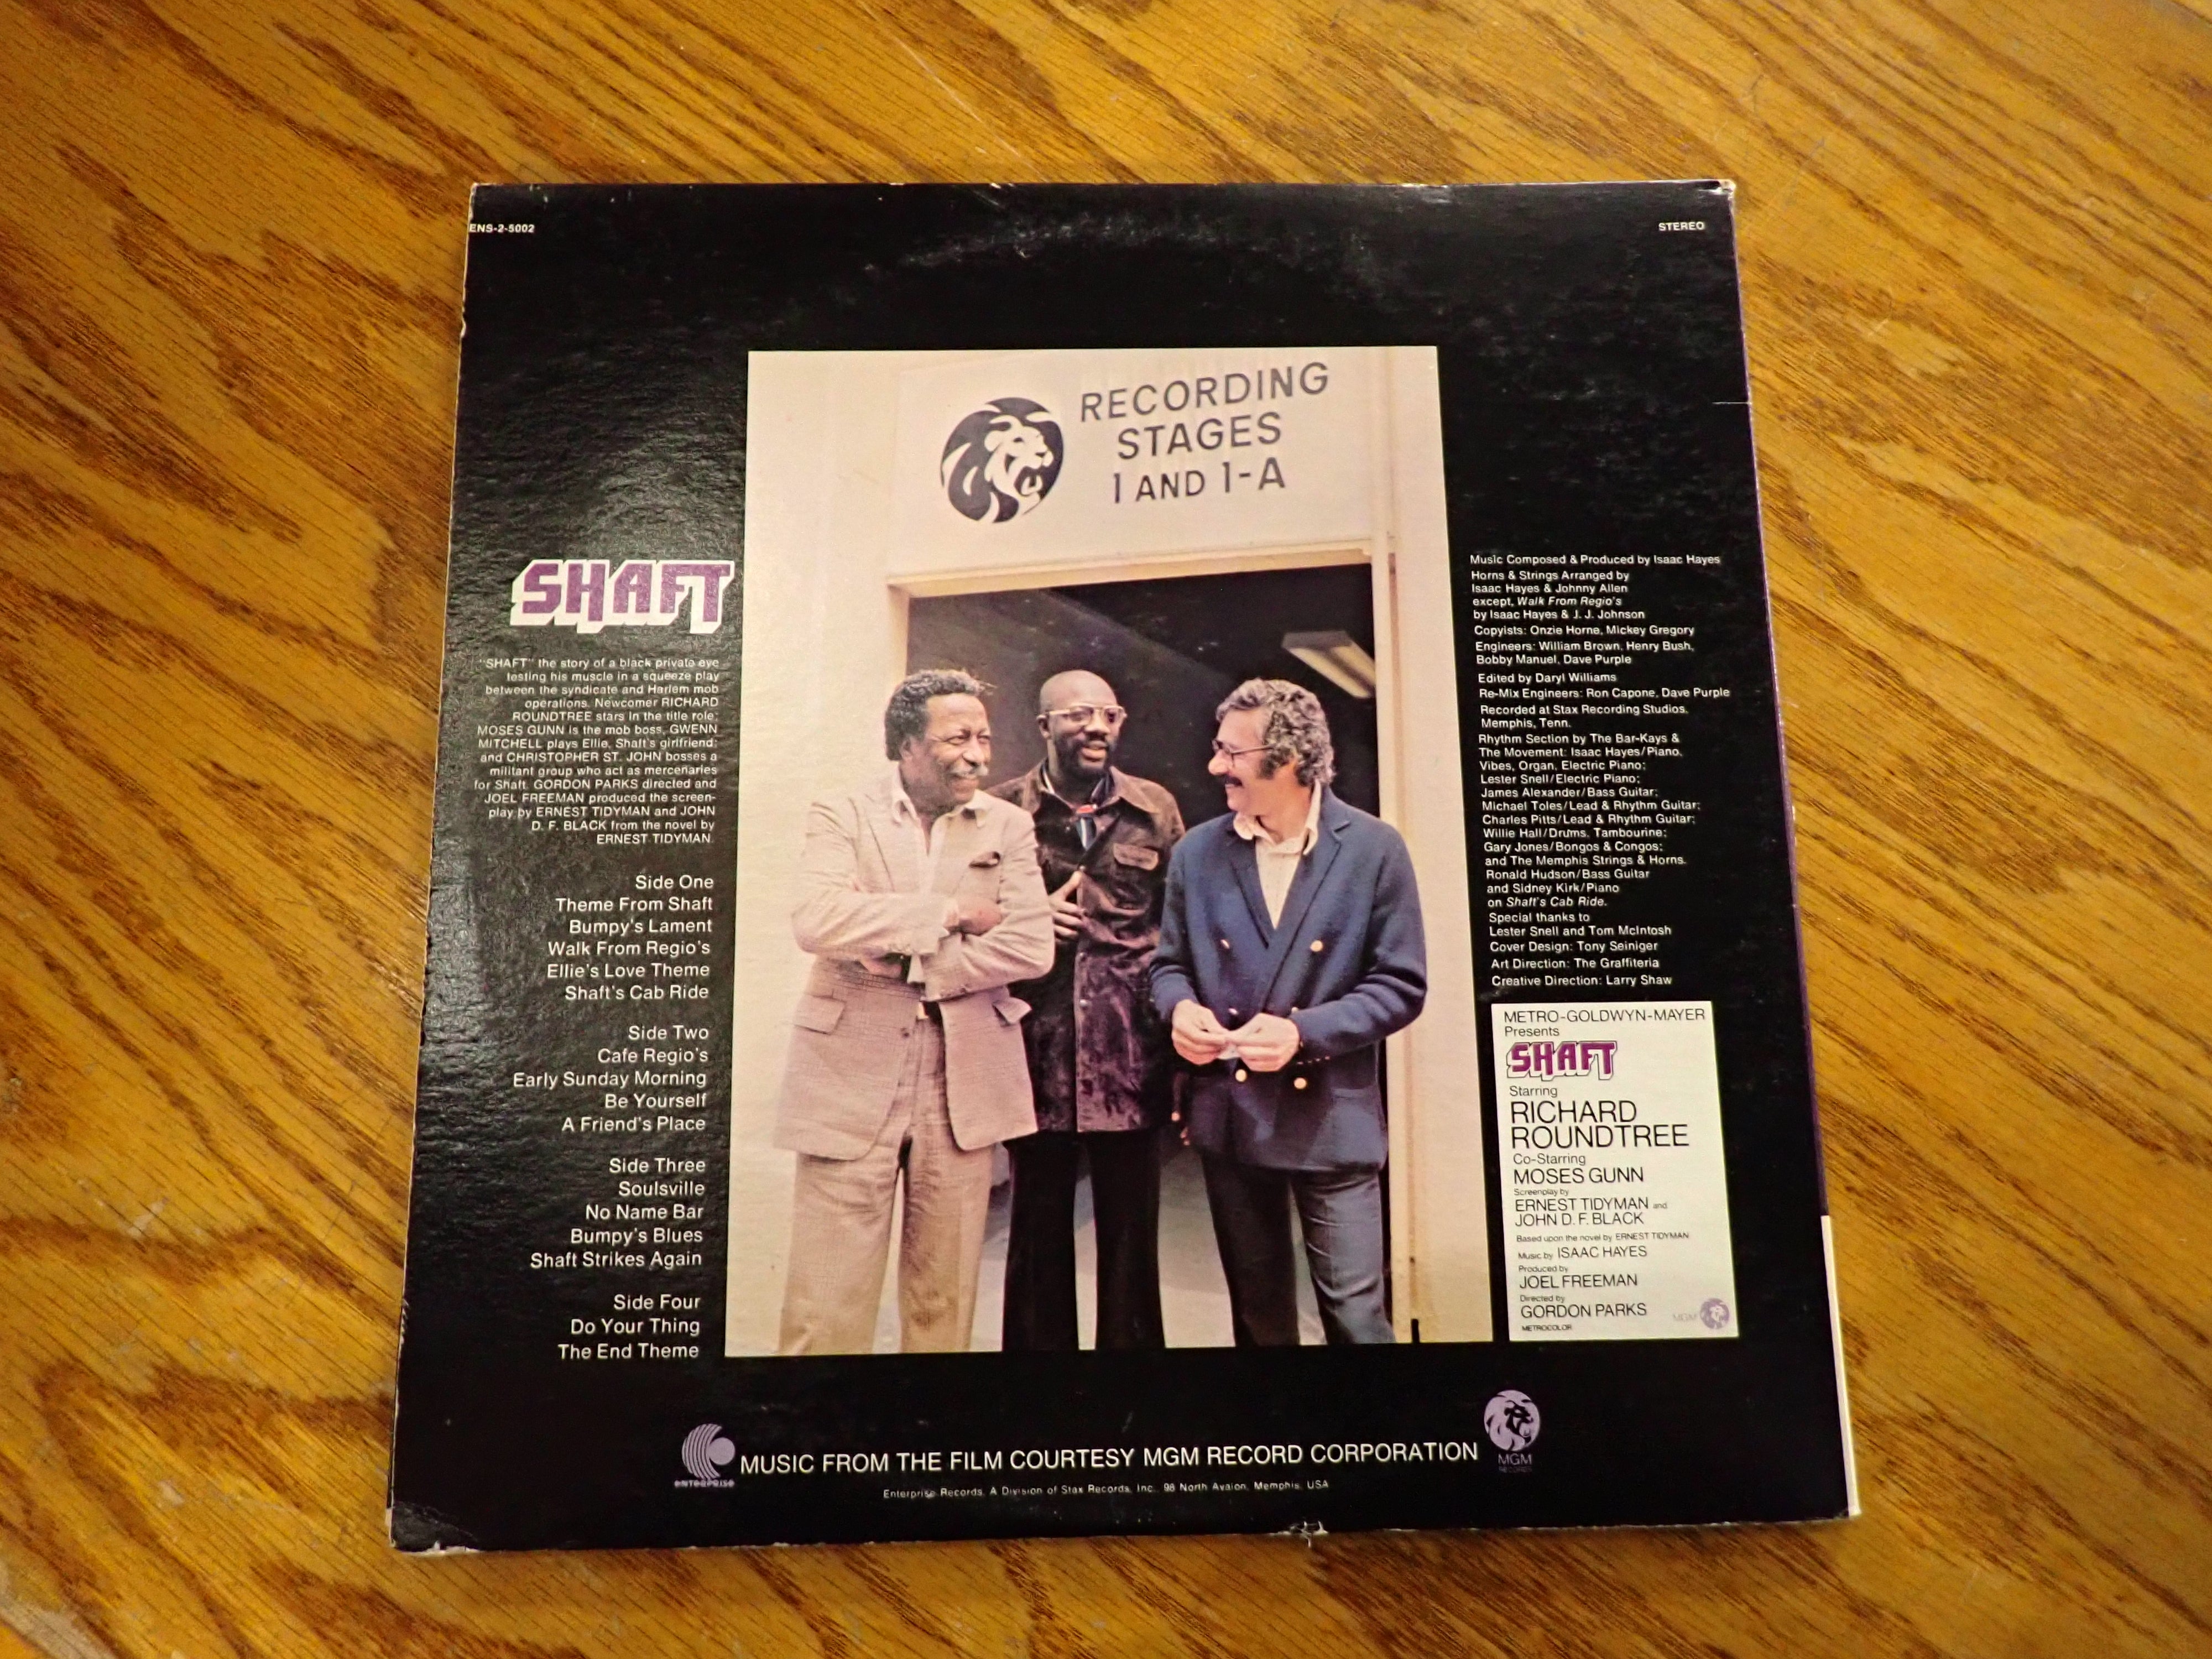 ENS-2-5002
STEREO
RECORDING
STAGES
1 AND 1-A
SHAFT
"SHAFT" the story of a black private eye
testing his muscle in a squeeze play
between the syndicate and Harlem mob
operations. Newcomer RICHARD
ROUNDTREE stars in the title role;
MOSES GUNN is the mob boss, GWENN
MITCHELL plays Ellie, Shaft's girlfriend;
and CHRISTOPHER ST. JOHN bosses a
militant group who act as mercenaries
for Shaft. GORDON PARKS directed and
JOEL FREEMAN produced the screen-
play by ERNEST TIDYMAN and JOHN
D. F. BLACK from the novel by
ERNEST TIDYMAN.
Side One
Theme From Shaft
Bumpy's Lament
Walk From Regio's
Ellie's Love Theme
Shaft's Cab Ride
Side Two
Cafe Regio's
Early Sunday Morning
Be Yourself
A Friend's Place
Side Three
Soulsville
No Name Bar
Bumpy's Blues
Shaft Strikes Again
Side Four
Do Your Thing
The End Theme
Music Composed & Produced by Isaac Hayes
Horns & Strings Arranged by
Isaac Hayes & Johnny Allen
except, Walk From Regio's
by Isaac Hayes & J. J. Johnson
Copyists: Onzie Horne, Mickey Gregory
Engineers: William Brown, Henry Bush,
Bobby Manuel, Dave Purple
Edited by Daryl Williams
Re-Mix Engineers: Ron Capone, Dave Purple
Recorded at Stax Recording Studios,
Memphis, Tenn.
Rhythm Section by The Bar-Kays &
The Movement: Isaac Hayes/Piano,
Vibes, Organ, Electric Piano;
Lester Snell/Electric Piano;
James Alexander/Bass Guitar;
Michael Toles/Lead & Rhythm Guitar;
Charles Pitts/Lead & Rhythm Guitar;
Willie Hall/Drums, Tambourine;
Gary Jones/Bongos & Congos;
and The Memphis Strings & Horns.
Ronald Hudson/Bass Guitar
and Sidney Kirk/Piano
on Shaft's Cab Ride.
Special thanks to
Lester Snell and Tom McIntosh
Cover Design: Tony Seiniger
Art Direction: The Graffiteria
Creative Direction: Larry Shaw
METRO-GOLDWYN-MAYER
Presents
SHAFT
Starring
RICHARD
ROUNDTREE
Co-Starring
MOSES GUNN
Screenplay by
ERNEST TIDYMAN and
JOHN D. F. BLACK
Based upon the novel by ERNEST TIDYMAN
Music by ISAAC HAYES
Produced by
JOEL FREEMAN
Directed by
GORDON PARKS
METROCOLOR
MGM
enterprise
MUSIC FROM THE FILM COURTESY MGM RECORD CORPORATION
MGM
RECORDS
Enterprise Records, A Division of Stax Records, Inc., 98 North Avalon, Memphis, USA